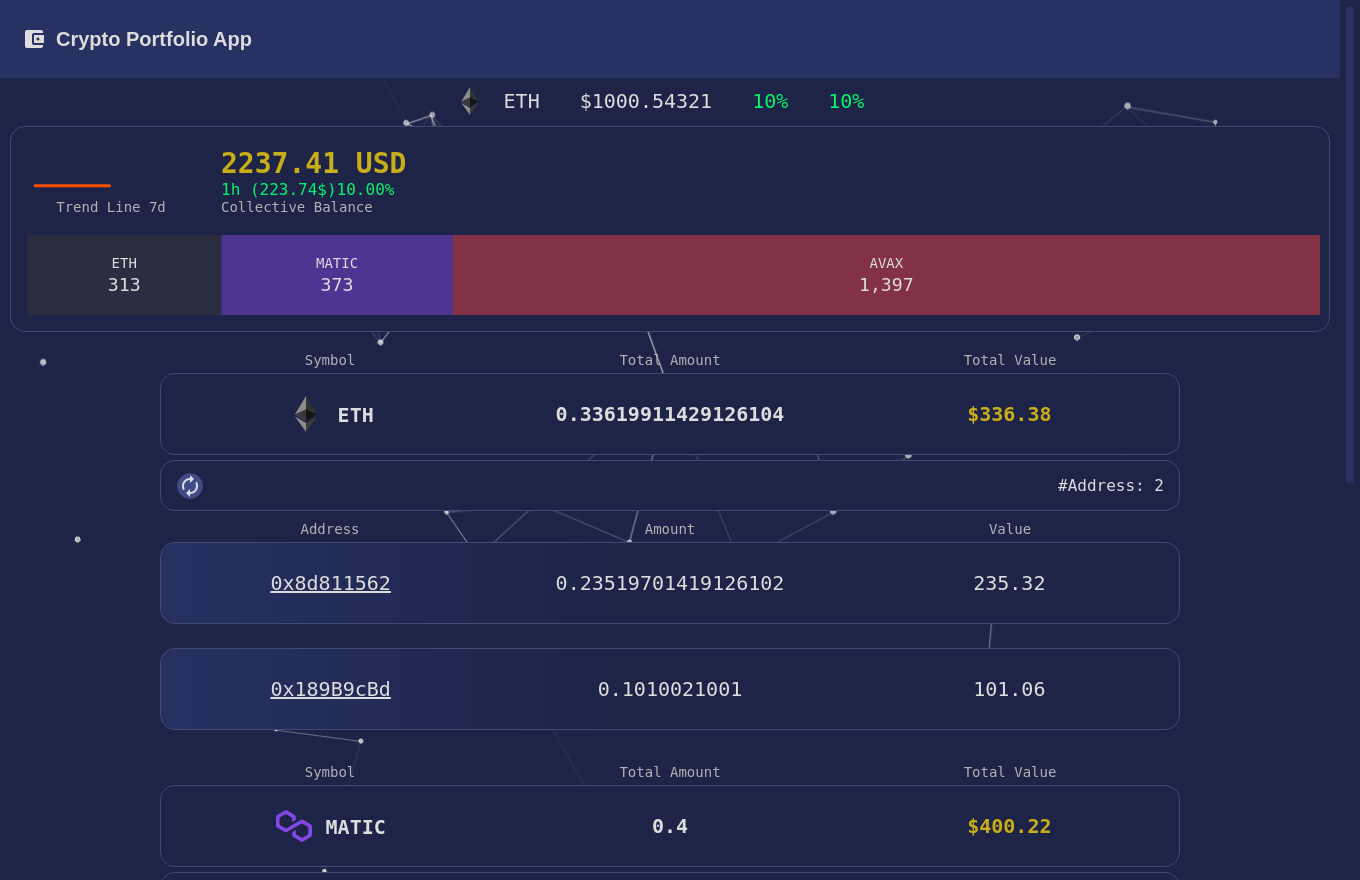 Crypto Portfolio App
ETH $1000.54321 10% 10%
2237.41 USD
1h (223.74$)10.00%
Trend Line 7d Collective Balance
ETH MATIC AVAX
313 373 1,397
Symbol Total Amount Total Value
ETH 0.33619911429126104 $336.38
#Address: 2
Address Amount Value
0x8d811562 0.23519701419126102 235.32
0x189B9cBd 0.1010021001 101.06
Symbol Total Amount Total Value
MATIC 0.4 $400.22